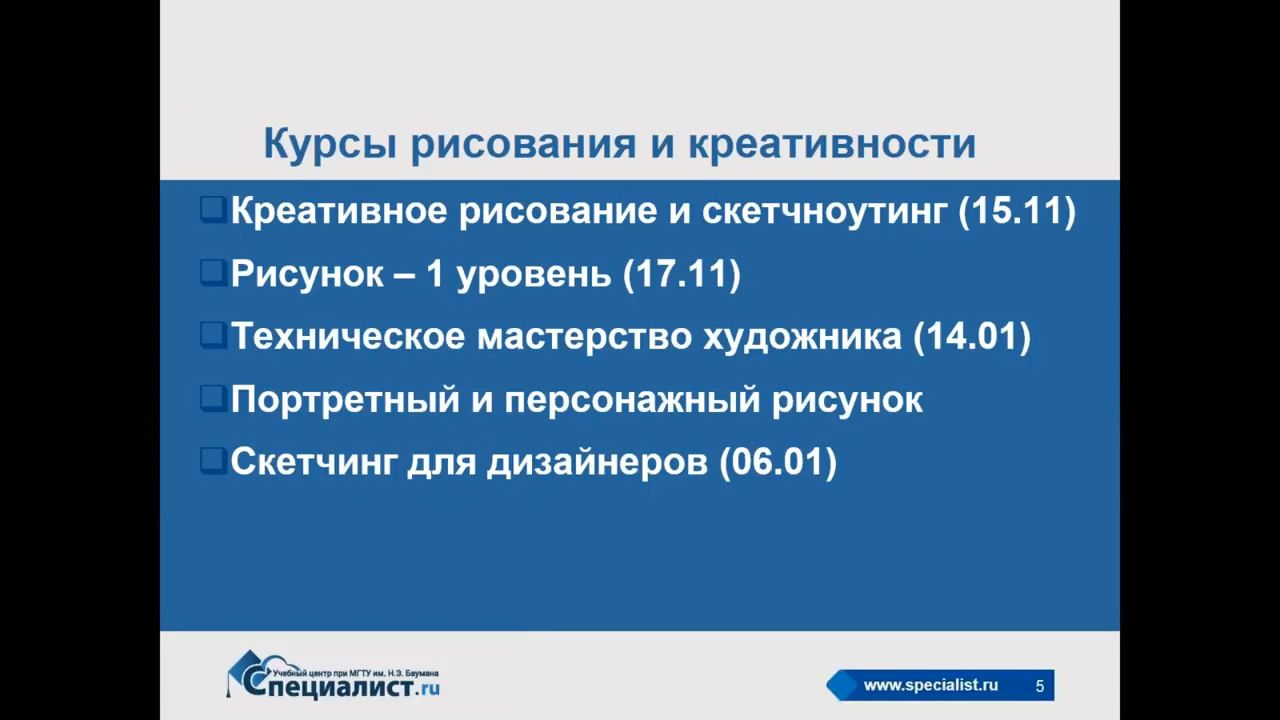 Курсы рисования и креативности
Креативное рисование и скетчноутинг (15.11)
Рисунок – 1 уровень (17.11)
Техническое мастерство художника (14.01)
Портретный и персонажный рисунок
Скетчинг для дизайнеров (06.01)
Учебный центр при МГТУ им. Н.Э. Баумана
Специалист.ru
www.specialist.ru 5